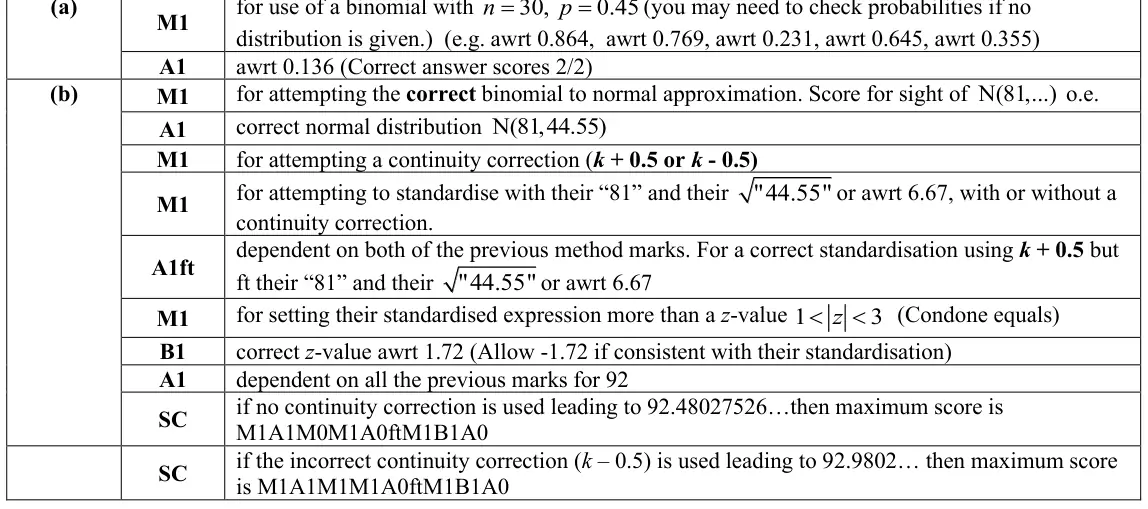 (a) M1 for use of a binomial with n = 30, p = 0.45 (you may need to check probabilities if no
distribution is given.) (e.g. awrt 0.864, awrt 0.769, awrt 0.231, awrt 0.645, awrt 0.355)
A1 awrt 0.136 (Correct answer scores 2/2)
(b) M1 for attempting the correct binomial to normal approximation. Score for sight of N(81,...) o.e.
A1 correct normal distribution N(81,44.55)
M1 for attempting a continuity correction (k + 0.5 or k - 0.5)
M1 for attempting to standardise with their “81” and their √"44.55" or awrt 6.67, with or without a
continuity correction.
A1ft dependent on both of the previous method marks. For a correct standardisation using k + 0.5 but
ft their “81” and their √"44.55" or awrt 6.67
M1 for setting their standardised expression more than a z-value 1 < |z| < 3 (Condone equals)
B1 correct z-value awrt 1.72 (Allow -1.72 if consistent with their standardisation)
A1 dependent on all the previous marks for 92
SC if no continuity correction is used leading to 92.48027526…then maximum score is
M1A1M0M1A0ftM1B1A0
SC if the incorrect continuity correction (k – 0.5) is used leading to 92.9802… then maximum score
is M1A1M1M1A0ftM1B1A0